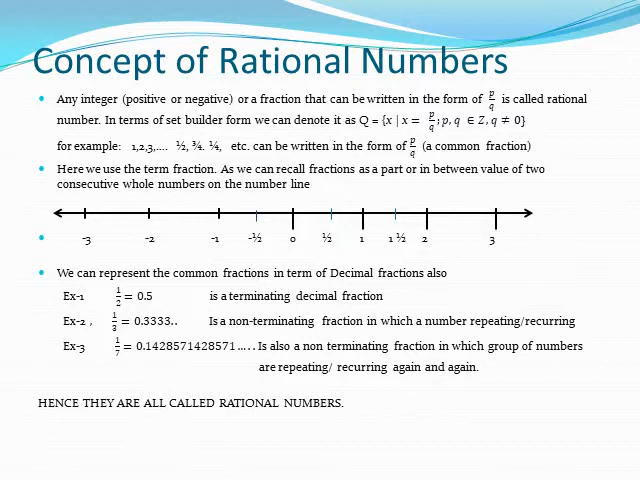 Concept of Rational Numbers
• Any integer (positive or negative) or a fraction that can be written in the form of p/q is called rational
number. In terms of set builder form we can denote it as Q = {x | x = p/q; p, q ∈ Z, q ≠ 0}
for example: 1,2,3,.... ½, ¾. ¼, etc. can be written in the form of p/q (a common fraction)
• Here we use the term fraction. As we can recall fractions as a part or in between value of two
consecutive whole numbers on the number line
• -3 -2 -1 -½ 0 ½ 1 1 ½ 2 3
• We can represent the common fractions in term of Decimal fractions also
Ex-1 1/2 = 0.5 is a terminating decimal fraction
Ex-2 , 1/3 = 0.3333.. Is a non-terminating fraction in which a number repeating/recurring
Ex-3 1/7 = 0.1428571428571..... Is also a non terminating fraction in which group of numbers
are repeating/ recurring again and again.
HENCE THEY ARE ALL CALLED RATIONAL NUMBERS.